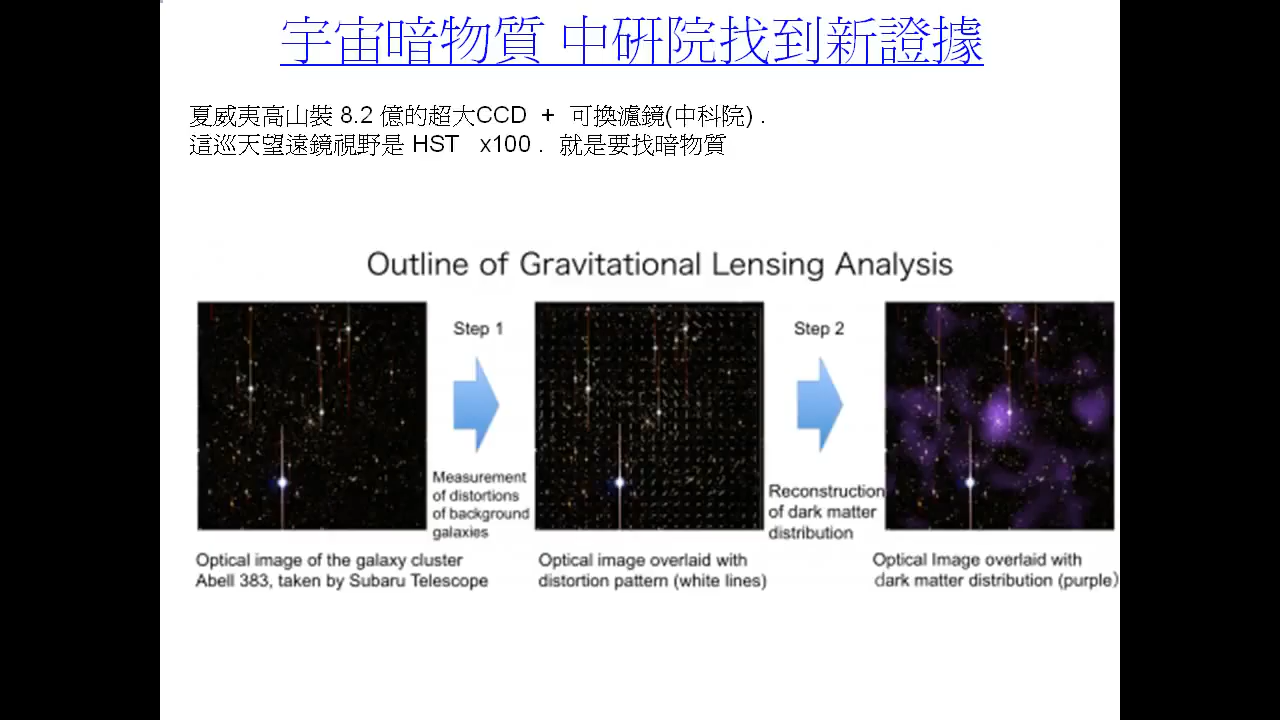 宇宙暗物質 中研院找到新證據
夏威夷高山裝 8.2 億的超大CCD + 可換濾鏡(中科院) .
這巡天望遠鏡視野是 HST x100 . 就是要找暗物質
Outline of Gravitational Lensing Analysis
Step 1
Measurement
of distortions
of background
galaxies
Step 2
Reconstruction
of dark matter
distribution
Optical image of the galaxy cluster
Abell 383, taken by Subaru Telescope
Optical image overlaid with
distortion pattern (white lines)
Optical Image overlaid with
dark matter distribution (purple)